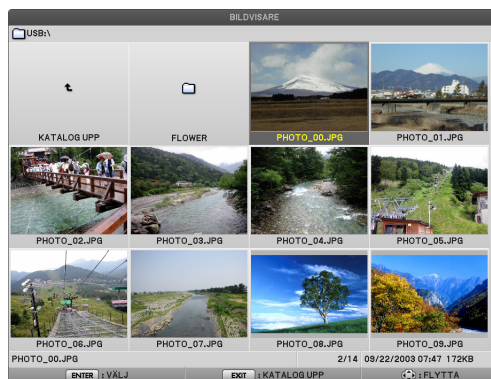 BILDVISARE
USB:\
KATALOG UPP FLOWER PHOTO_00.JPG PHOTO_01.JPG
PHOTO_02.JPG PHOTO_03.JPG PHOTO_04.JPG PHOTO_05.JPG
PHOTO_06.JPG PHOTO_07.JPG PHOTO_08.JPG PHOTO_09.JPG
PHOTO_00.JPG 2/14 09/22/2003 07:47 172KB
ENTER : VÄLJ EXIT : KATALOG UPP : FLYTTA